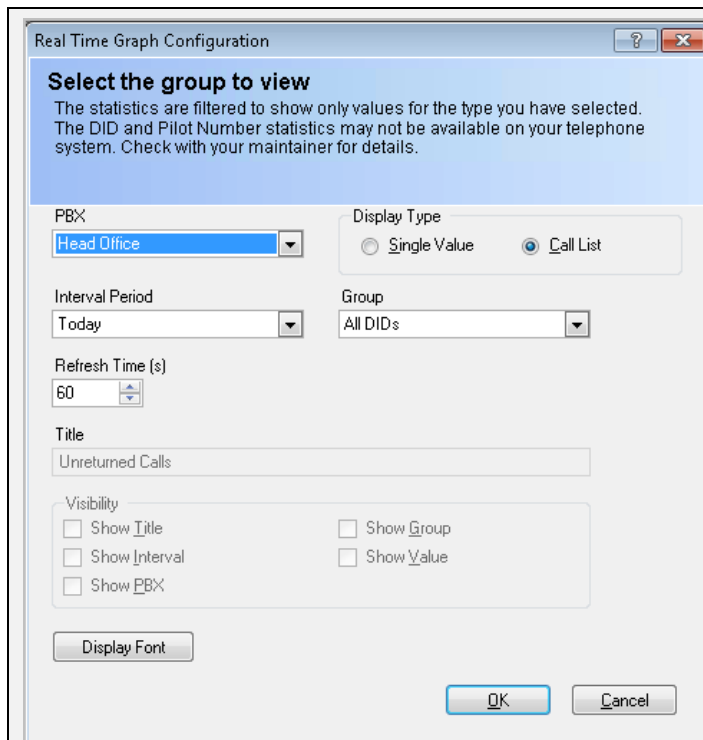 Real Time Graph Configuration
Select the group to view
The statistics are filtered to show only values for the type you have selected.
The DID and Pilot Number statistics may not be available on your telephone
system. Check with your maintainer for details.
PBX
Head Office
Display Type
Single Value
Call List
Interval Period
Today
Group
All DIDs
Refresh Time (s)
60
Title
Unreturned Calls
Visibility
Show Title
Show Group
Show Interval
Show Value
Show PBX
Display Font
OK
Cancel